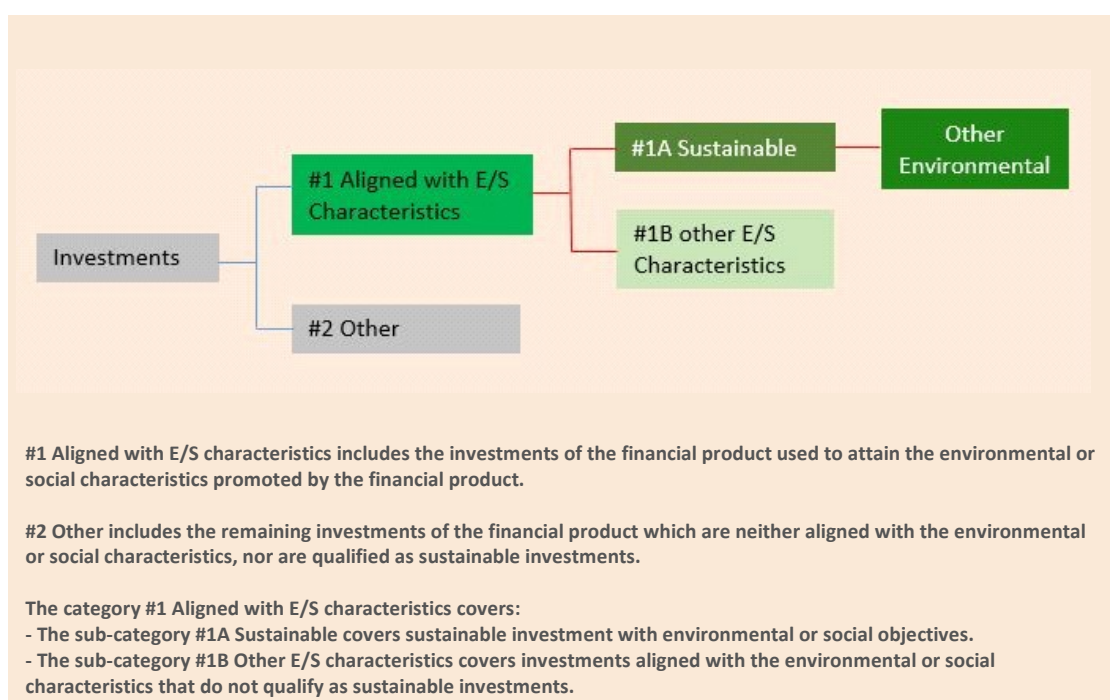 Investments
#1 Aligned with E/S
Characteristics
#2 Other
#1A Sustainable
#1B other E/S
Characteristics
Other
Environmental
#1 Aligned with E/S characteristics includes the investments of the financial product used to attain the environmental or
social characteristics promoted by the financial product.
#2 Other includes the remaining investments of the financial product which are neither aligned with the environmental
or social characteristics, nor are qualified as sustainable investments.
The category #1 Aligned with E/S characteristics covers:
- The sub-category #1A Sustainable covers sustainable investment with environmental or social objectives.
- The sub-category #1B Other E/S characteristics covers investments aligned with the environmental or social
characteristics that do not qualify as sustainable investments.